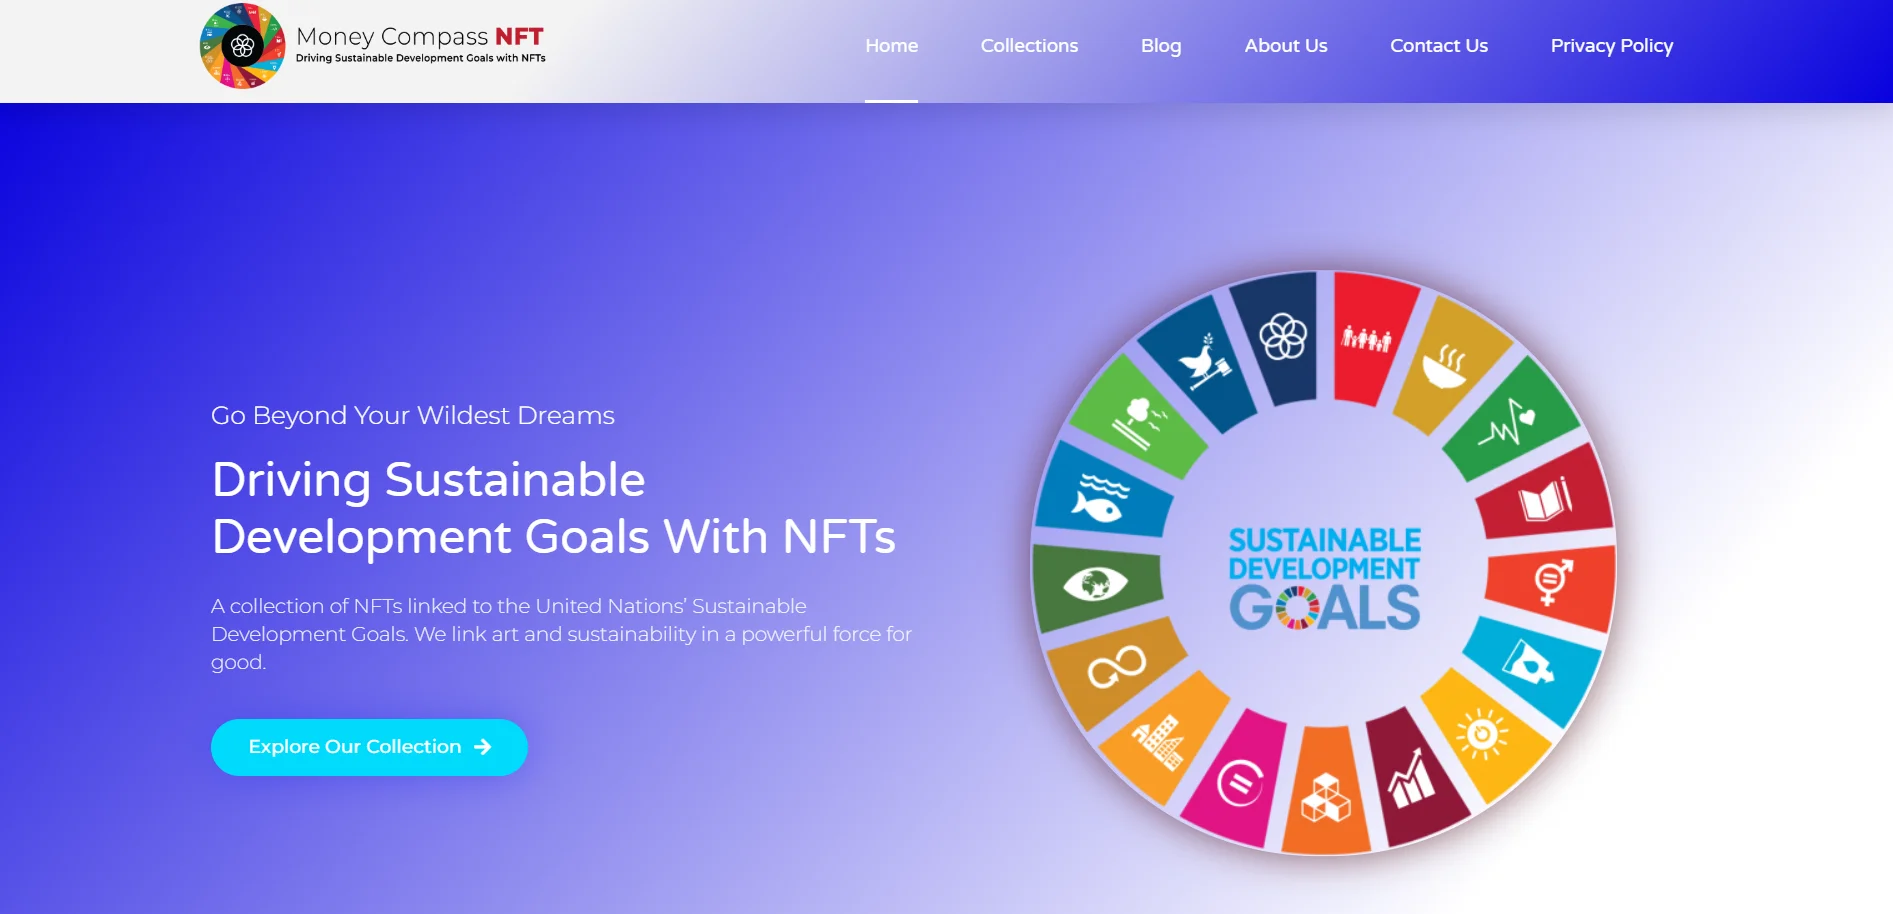 Money Compass NFT
Driving Sustainable Development Goals with NFTs
Home
Collections
Blog
About Us
Contact Us
Privacy Policy
Go Beyond Your Wildest Dreams
Driving Sustainable
Development Goals With NFTs
A collection of NFTs linked to the United Nations’ Sustainable
Development Goals. We link art and sustainability in a powerful force for
good.
Explore Our Collection
SUSTAINABLE
DEVELOPMENT
GOALS